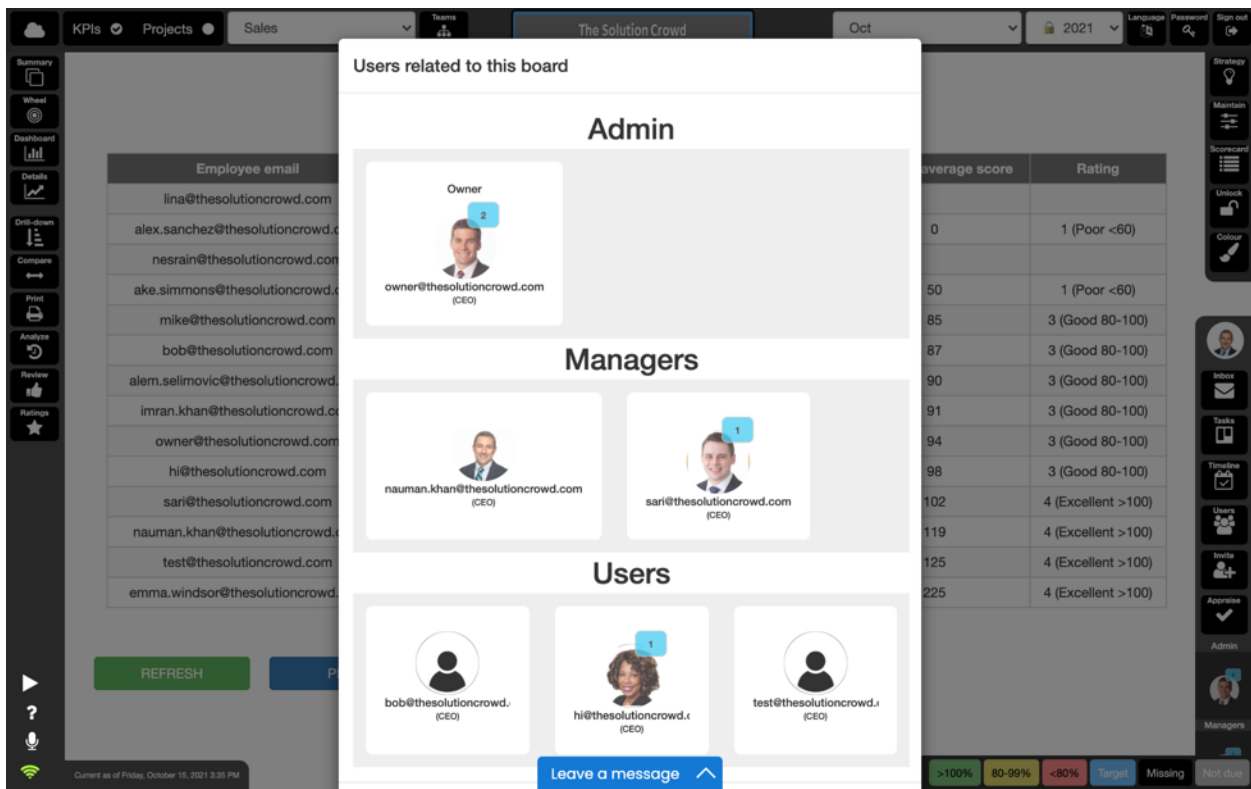 KPIs Projects Sales Teams The Solution Crowd Oct 2021 Language Password Sign out
Summary
Wheel
Dashboard
Details
Drill-down
Compare
Print
Analyze
Review
Ratings
Users related to this board
Admin
Owner
2
owner@thesolutioncrowd.com
(CEO)
Managers
nauman.khan@thesolutioncrowd.com
(CEO)
1
sari@thesolutioncrowd.com
(CEO)
Users
bob@thesolutioncrowd.
(CEO)
1
hi@thesolutioncrowd.c
(CEO)
test@thesolutioncrowd.
(CEO)
Employee email average score Rating
lina@thesolutioncrowd.com
alex.sanchez@thesolutioncrowd.c 0 1 (Poor <60)
nesrain@thesolutioncrowd.com
ake.simmons@thesolutioncrowd.c 50 1 (Poor <60)
mike@thesolutioncrowd.com 85 3 (Good 80-100)
bob@thesolutioncrowd.com 87 3 (Good 80-100)
alem.selimovic@thesolutioncrowd. 90 3 (Good 80-100)
imran.khan@thesolutioncrowd.co 91 3 (Good 80-100)
owner@thesolutioncrowd.com 94 3 (Good 80-100)
hi@thesolutioncrowd.com 98 3 (Good 80-100)
sari@thesolutioncrowd.com 102 4 (Excellent >100)
nauman.khan@thesolutioncrowd.c 119 4 (Excellent >100)
test@thesolutioncrowd.com 125 4 (Excellent >100)
emma.windsor@thesolutioncrowd. 225 4 (Excellent >100)
REFRESH P
?
Current as of Friday, October 15, 2021 3:35 PM
Leave a message
>100% 80-99% <80% Target Missing Not due
Strategy
Maintain
Scorecard
Unlock
Colour
Inbox
Tasks
Timeline
Users
Invite
Appraise
Admin
Managers